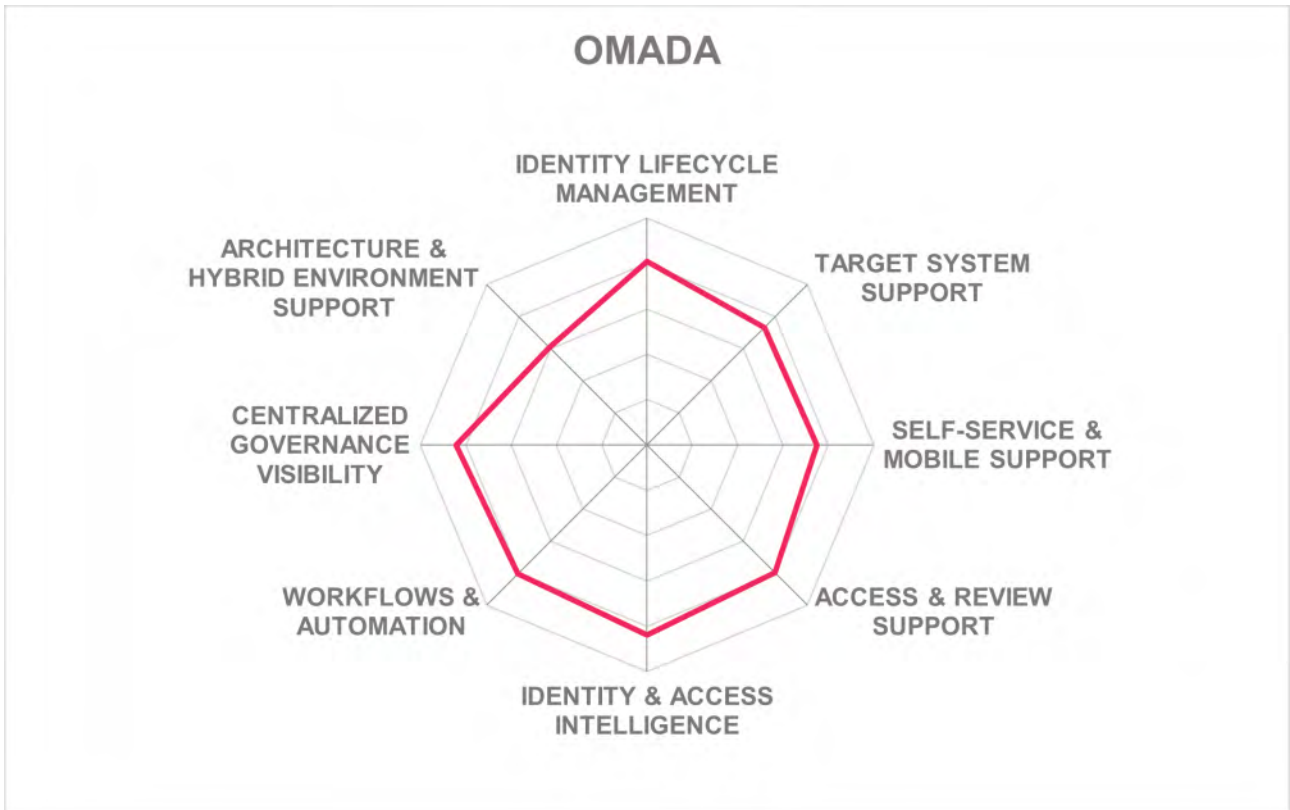 OMADA
IDENTITY LIFECYCLE
MANAGEMENT
ARCHITECTURE &
HYBRID ENVIRONMENT
SUPPORT
TARGET SYSTEM
SUPPORT
CENTRALIZED
GOVERNANCE
VISIBILITY
SELF-SERVICE &
MOBILE SUPPORT
WORKFLOWS &
AUTOMATION
ACCESS & REVIEW
SUPPORT
IDENTITY & ACCESS
INTELLIGENCE